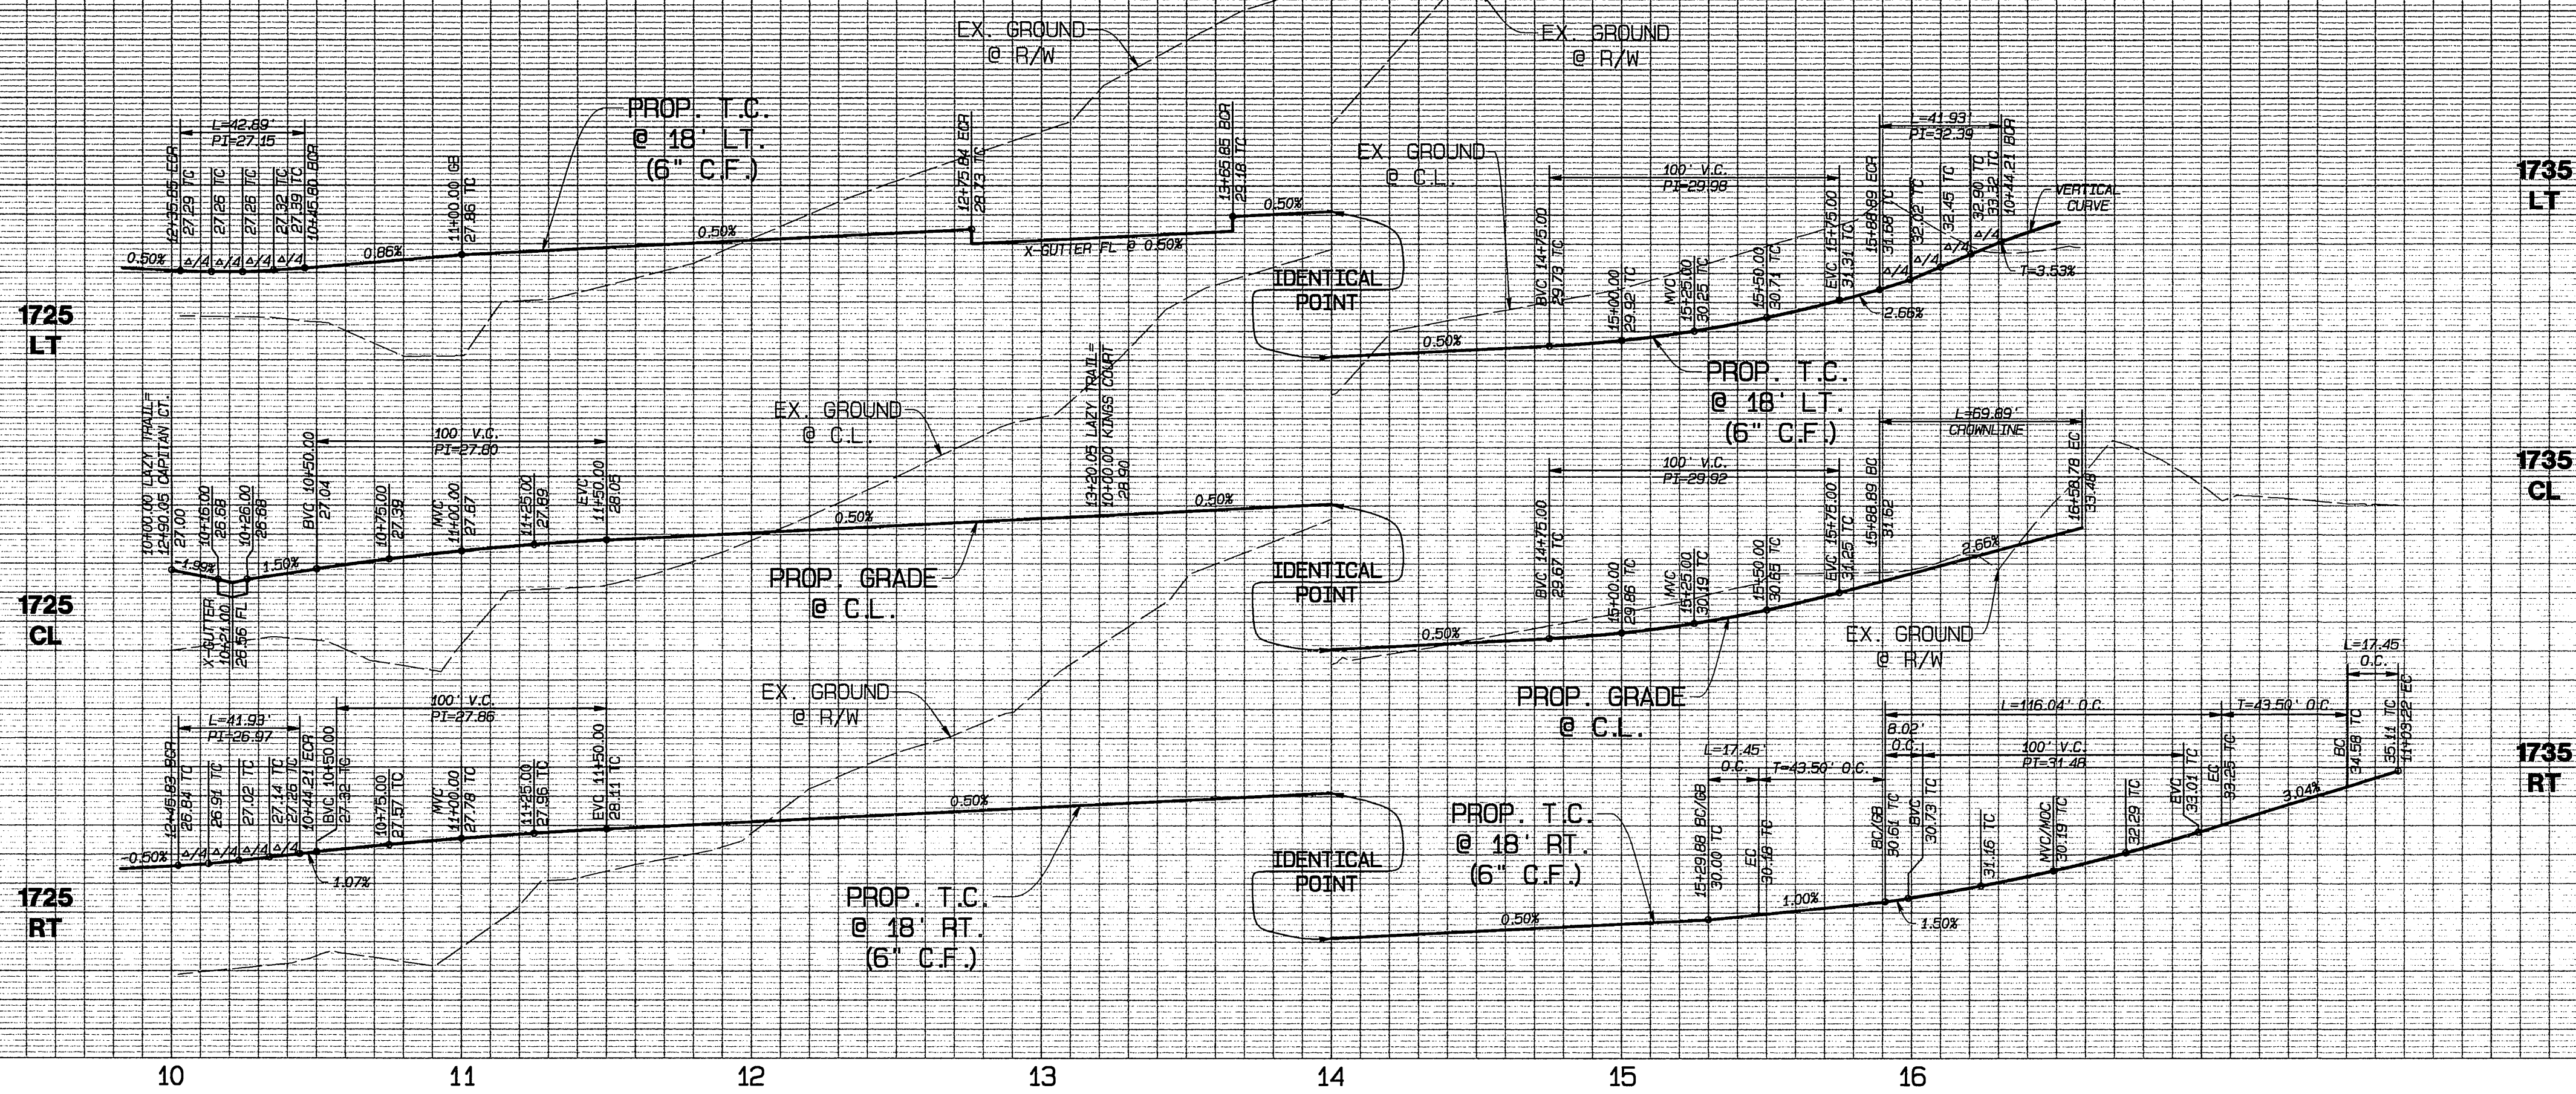 EX. GROUND
@ R/W
EX. GROUND
@ R/W
PROP. T.C.
@ 18' LT.
(6" C.F.)
L=42.89'
PI=27.15
12+35.85 ECR
27.29 TC
27.26 TC
27.26 TC
27.32 TC
27.39 TC
10+45.80 BCR
0.50%
Δ/4
Δ/4
Δ/4
Δ/4
0.86%
11+00.00 GB
27.86 TC
0.50%
12+75.84 ECR
28.73 TC
X-GUTTER FL @ 0.50%
13+65.85 BCR
29.18 TC
0.50%
EX. GROUND
@ C.L.
IDENTICAL
POINT
0.50%
100' V.C.
PI=29.98
BVC 14+75.00
29.73 TC
15+00.00
29.92 TC
MVC
15+25.00
30.25 TC
15+50.00
30.71 TC
EVC 15+75.00
31.31 TC
L=41.93'
PI=32.39
15+88.89 ECR
31.68 TC
32.02 TC
32.45 TC
32.90 TC
33.32 TC
10+44.21 BCR
Δ/4
Δ/4
Δ/4
Δ/4
VERTICAL
CURVE
T=3.53%
2.66%
PROP. T.C.
@ 18' LT.
(6" C.F.)
1725
LT
1735
LT
10+00.00 LAZY TRAIL=
12+90.05 CAPITAN CT.
27.00
10+16.00
26.68
10+26.00
26.68
-1.99%
1.50%
X-GUTTER
10+21.00
26.56 FL
BVC 10+50.00
27.04
100' V.C.
PI=27.80
10+75.00
27.39
MVC
11+00.00
27.67
11+25.00
27.89
EVC
11+50.00
28.05
EX. GROUND
@ C.L.
0.50%
PROP. GRADE
@ C.L.
13+20.05 LAZY TRAIL=
10+00.00 KINGS COURT
28.90
0.50%
IDENTICAL
POINT
0.50%
100' V.C.
PI=29.92
BVC 14+75.00
29.67 TC
15+00.00
29.86 TC
MVC
15+25.00
30.19 TC
15+50.00
30.65 TC
EVC 15+75.00
31.25 TC
L=69.89'
CROWNLINE
15+88.89 BC
31.62
2.66%
16+58.78 EC
33.48
EX. GROUND
@ R/W
PROP. GRADE
@ C.L.
1725
CL
1735
CL
L=41.93'
PI=26.97
12+45.83 BCR
26.84 TC
26.91 TC
27.02 TC
27.14 TC
27.26 TC
10+44.21 ECR
-0.50%
Δ/4
Δ/4
Δ/4
Δ/4
1.07%
100' V.C.
PI=27.86
BVC 10+50.00
27.32 TC
10+75.00
27.57 TC
MVC
11+00.00
27.78 TC
11+25.00
27.96 TC
EVC 11+50.00
28.11 TC
EX. GROUND
@ R/W
0.50%
PROP. T.C.
@ 18' RT.
(6" C.F.)
IDENTICAL
POINT
0.50%
PROP. T.C.
@ 18' RT.
(6" C.F.)
L=17.45'
O.C.
T=43.50' O.C.
15+29.88 BC/GB
30.00 TC
EC
30.18 TC
1.00%
L=116.04' O.C.
8.02'
O.C.
BC/GB
30.61 TC
BVC
30.73 TC
1.50%
100' V.C.
PI=31.48
31.16 TC
MVC/MOC
30.19 TC
32.29 TC
EVC
33.01 TC
EC
33.25 TC
T=43.50' O.C.
3.04%
L=17.45'
O.C.
BC
34.58 TC
35.11 TC
11+03.22 EC
1725
RT
1735
RT
10
11
12
13
14
15
16